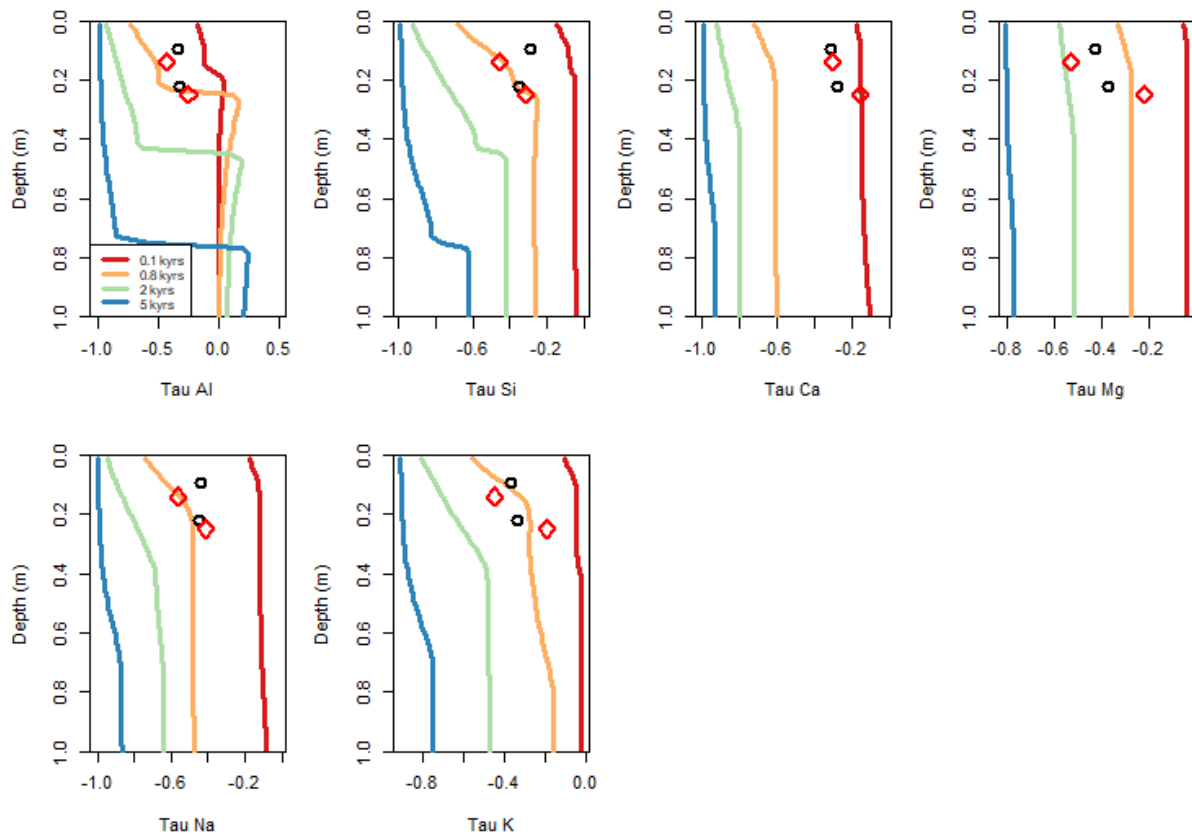 0.0
0.2
0.4
0.6
0.8
1.0
Depth (m)
-1.0 -0.5 0.0 0.5
Tau Al
0.1 kyrs
0.8 kyrs
2 kyrs
5 kyrs
0.0
0.2
0.4
0.6
0.8
1.0
Depth (m)
-1.0 -0.6 -0.2
Tau Si
0.0
0.2
0.4
0.6
0.8
1.0
Depth (m)
-1.0 -0.6 -0.2
Tau Ca
0.0
0.2
0.4
0.6
0.8
1.0
Depth (m)
-0.8 -0.6 -0.4 -0.2
Tau Mg
0.0
0.2
0.4
0.6
0.8
1.0
Depth (m)
-1.0 -0.6 -0.2
Tau Na
0.0
0.2
0.4
0.6
0.8
1.0
Depth (m)
-0.8 -0.4 0.0
Tau K